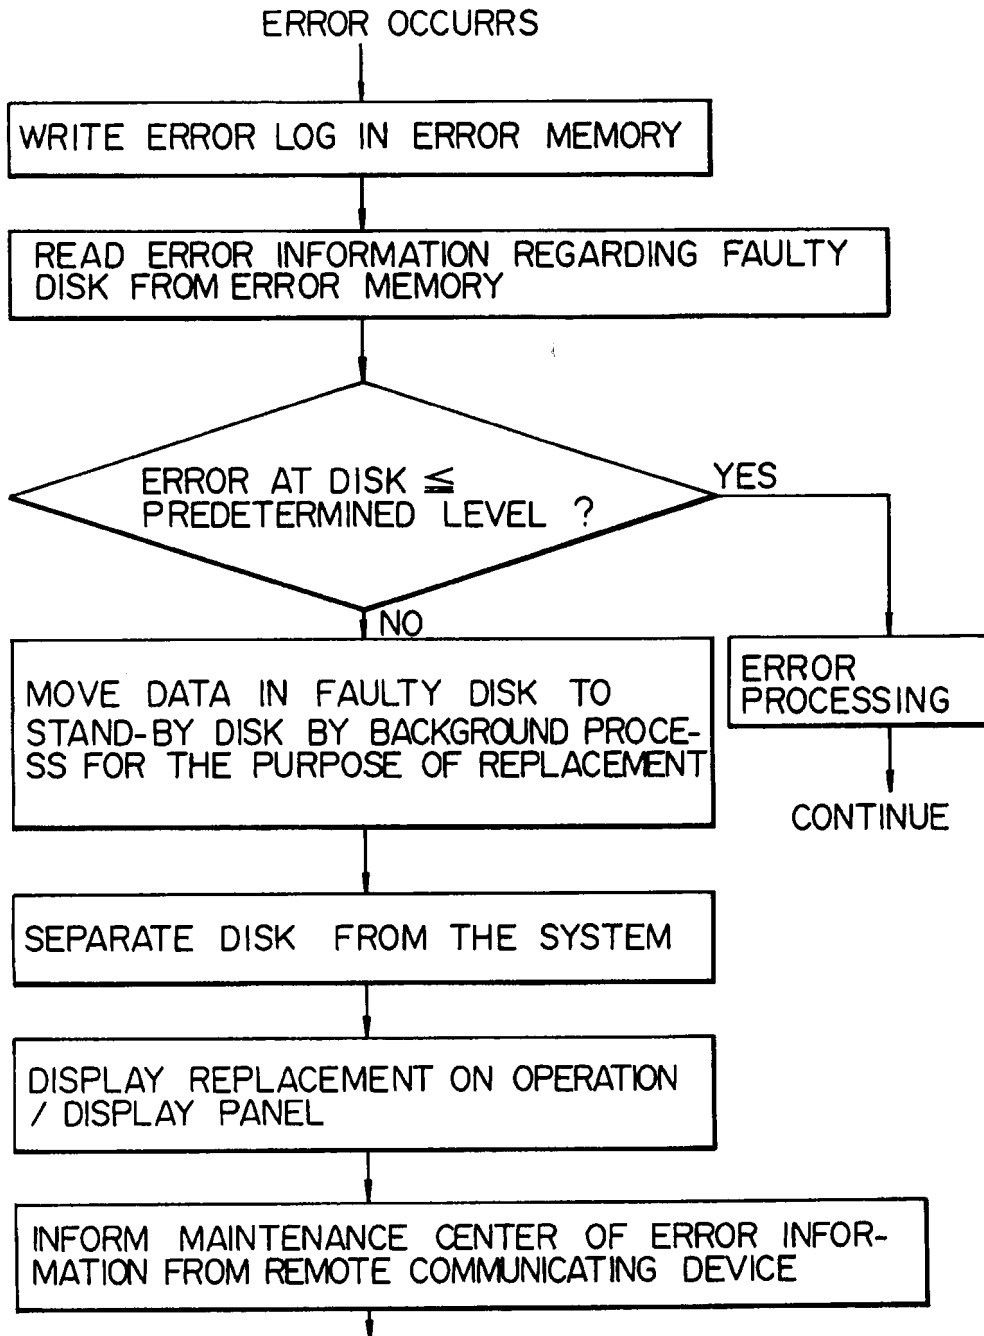 ERROR OCCURRS
WRITE ERROR LOG IN ERROR MEMORY
READ ERROR INFORMATION REGARDING FAULTY
DISK FROM ERROR MEMORY
ERROR AT DISK ≦
PREDETERMINED LEVEL ?
YES
NO
ERROR
PROCESSING
CONTINUE
MOVE DATA IN FAULTY DISK TO
STAND-BY DISK BY BACKGROUND PROCE-
SS FOR THE PURPOSE OF REPLACEMENT
SEPARATE DISK FROM THE SYSTEM
DISPLAY REPLACEMENT ON OPERATION
/ DISPLAY PANEL
INFORM MAINTENANCE CENTER OF ERROR INFOR-
MATION FROM REMOTE COMMUNICATING DEVICE